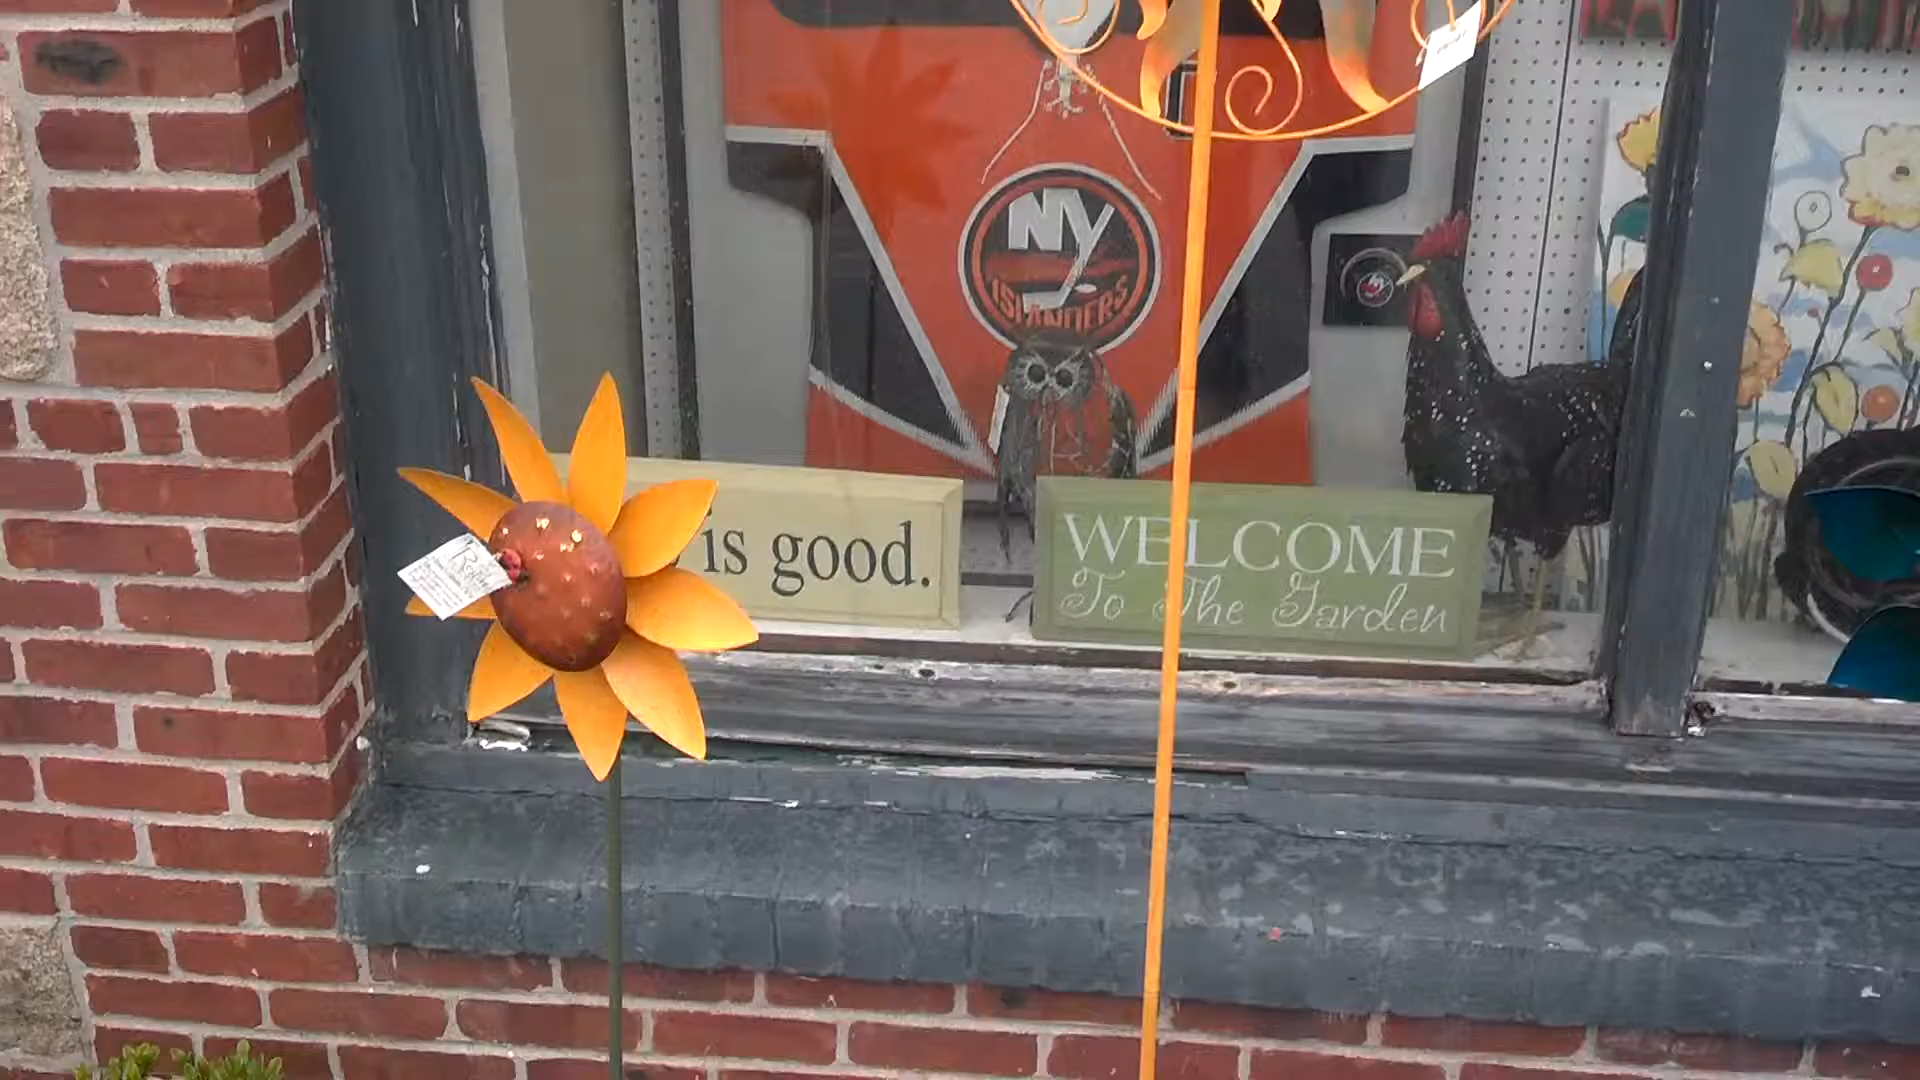 NY
ISLANDERS
is good.
WELCOME
To The Garden